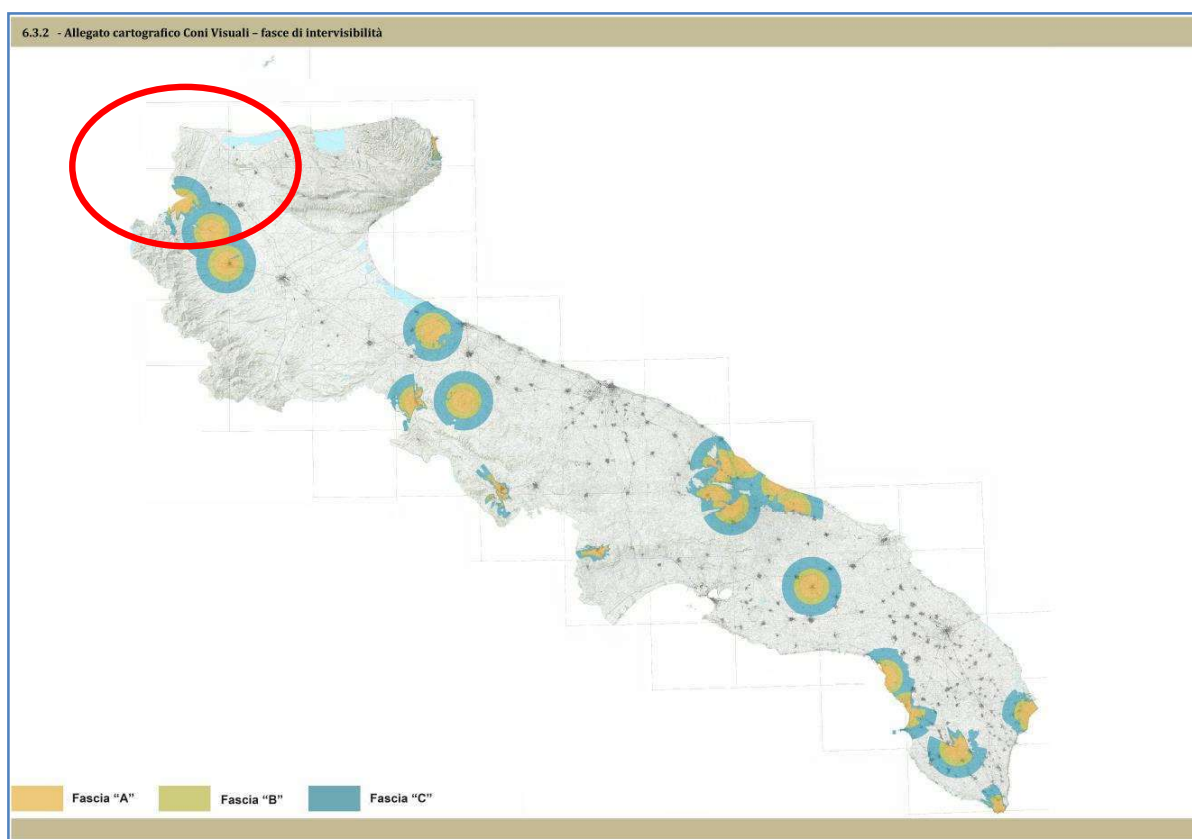 6.3.2 - Allegato cartografico Coni Visuali – fasce di intervisibilità
Fascia “A” Fascia “B” Fascia “C”